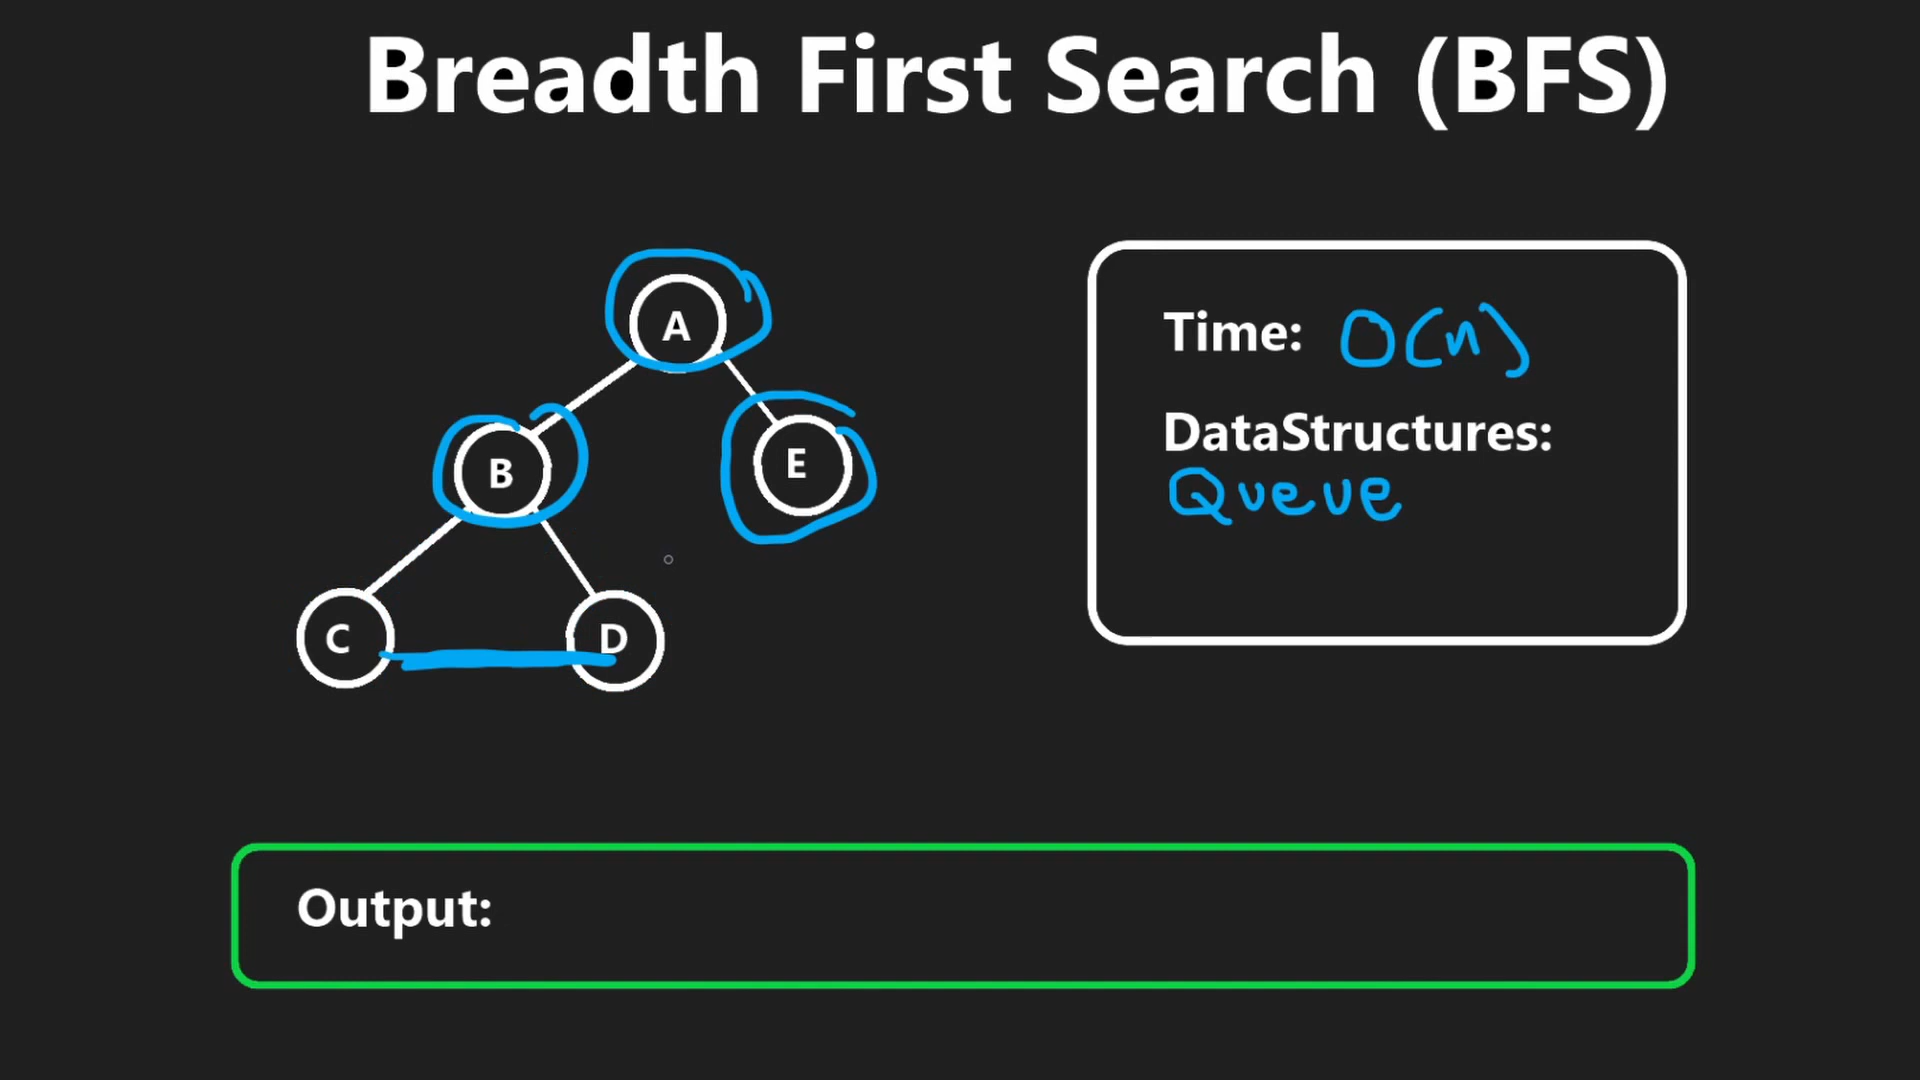 Breadth First Search (BFS)
A
B
E
C
D
Time: O(n)
DataStructures:
Queue
Output: